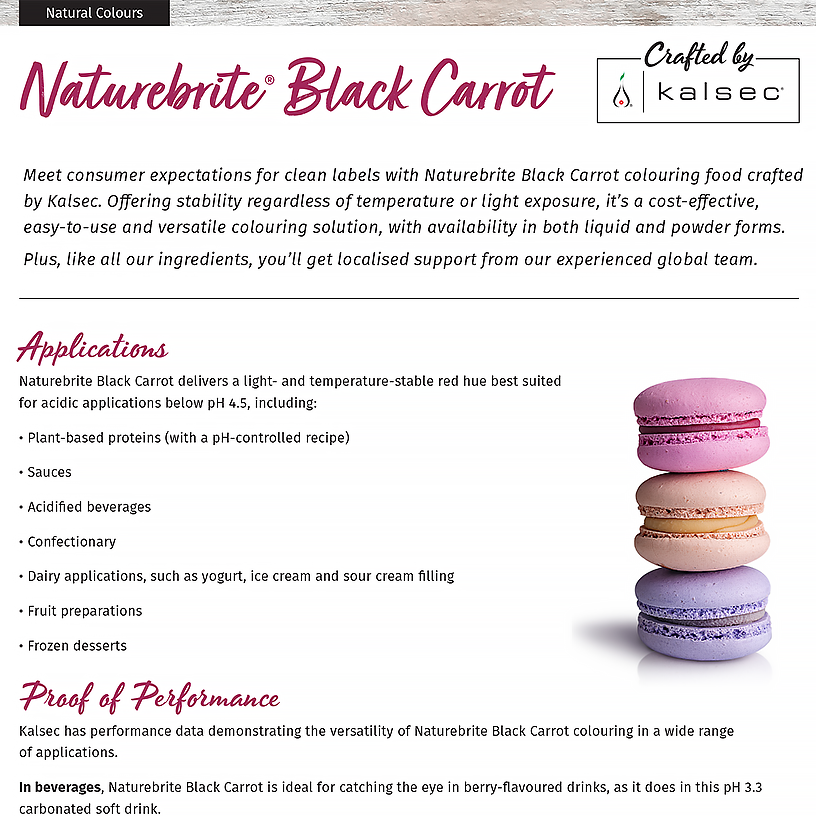 Natural Colours
Naturebrite® Black Carrot
Crafted by
kalsec®
Meet consumer expectations for clean labels with Naturebrite Black Carrot colouring food crafted
by Kalsec. Offering stability regardless of temperature or light exposure, it’s a cost-effective,
easy-to-use and versatile colouring solution, with availability in both liquid and powder forms.
Plus, like all our ingredients, you’ll get localised support from our experienced global team.
Applications
Naturebrite Black Carrot delivers a light- and temperature-stable red hue best suited
for acidic applications below pH 4.5, including:
• Plant-based proteins (with a pH-controlled recipe)
• Sauces
• Acidified beverages
• Confectionary
• Dairy applications, such as yogurt, ice cream and sour cream filling
• Fruit preparations
• Frozen desserts
Proof of Performance
Kalsec has performance data demonstrating the versatility of Naturebrite Black Carrot colouring in a wide range
of applications.
In beverages, Naturebrite Black Carrot is ideal for catching the eye in berry-flavoured drinks, as it does in this pH 3.3
carbonated soft drink.